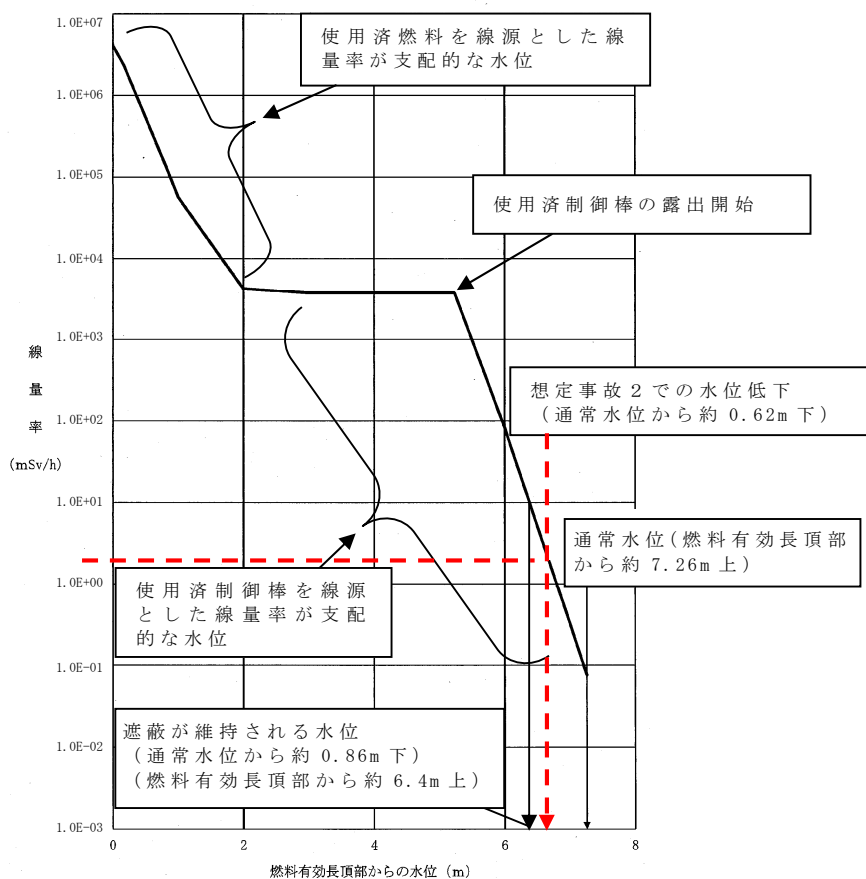 1.0E+07
1.0E+06
1.0E+05
1.0E+04
1.0E+03
1.0E+02
1.0E+01
1.0E+00
1.0E-01
1.0E-02
1.0E-03
線
量
率
(mSv/h)
使用済燃料を線源とした線
量率が支配的な水位
使用済制御棒の露出開始
想定事故2での水位低下
(通常水位から約 0.62m 下)
通常水位(燃料有効長頂部
から約 7.26m 上)
使用済制御棒を線源
とした線量率が支配
的な水位
遮蔽が維持される水位
(通常水位から約 0.86m 下)
(燃料有効長頂部から約 6.4m 上)
0
2
4
6
8
燃料有効長頂部からの水位 (m)